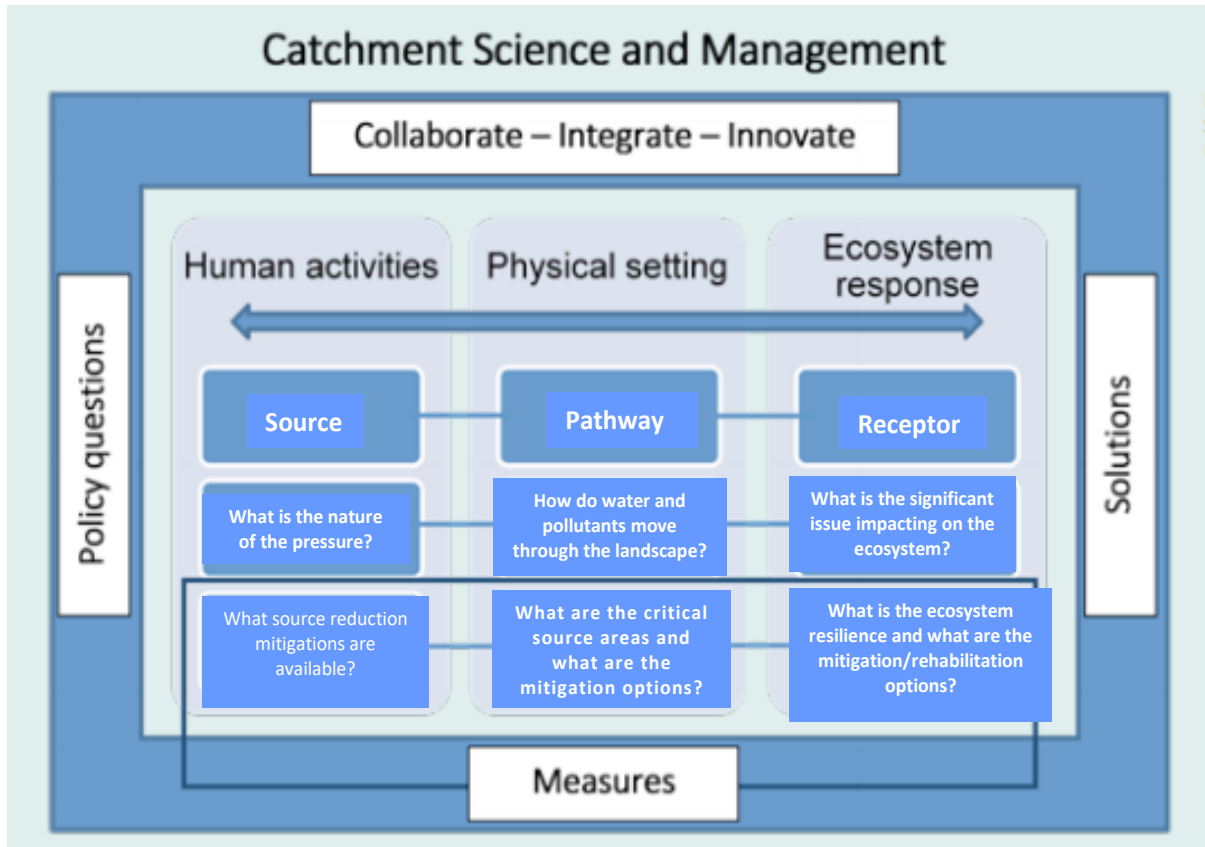 Catchment Science and Management
Collaborate – Integrate – Innovate
Policy questions
Human activities
Physical setting
Ecosystem
response
Source
Pathway
Receptor
What is the nature
of the pressure?
How do water and
pollutants move
through the landscape?
What is the significant
issue impacting on the
ecosystem?
What source reduction
mitigations are
available?
What are the critical
source areas and
what are the
mitigation options?
What is the ecosystem
resilience and what are the
mitigation/rehabilitation
options?
Solutions
Measures